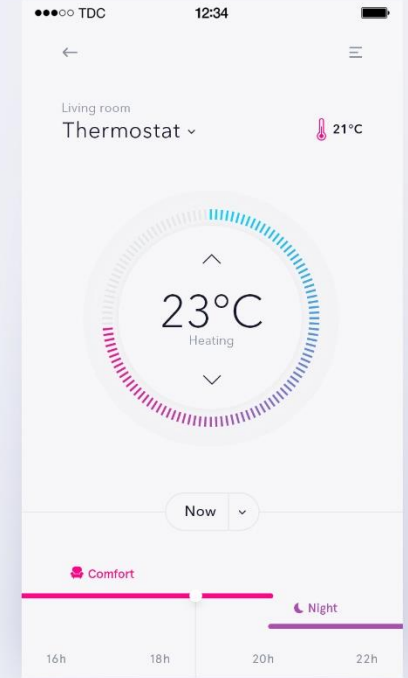 TDC 12:34
Living room
Thermostat 21°C
23°C
Heating
Now
Comfort
Night
16h 18h 20h 22h